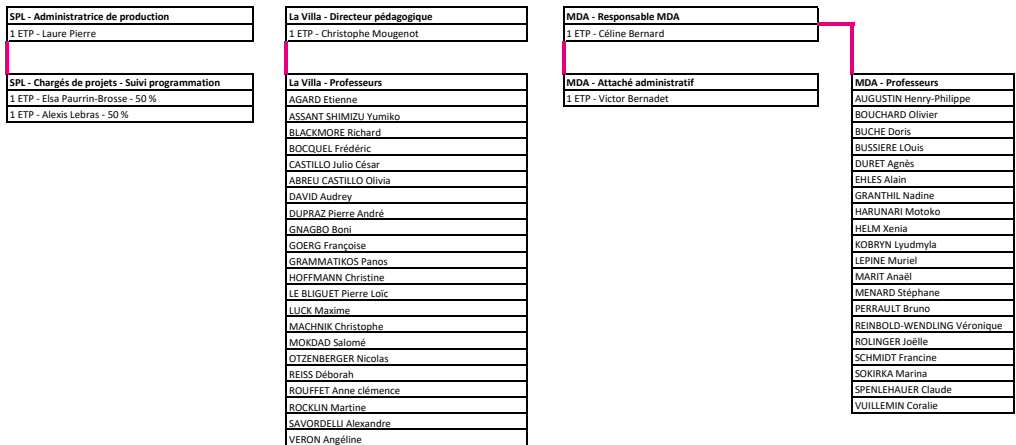 SPL - Administratrice de production
1 ETP - Laure Pierre
SPL - Chargés de projets - Suivi programmation
1 ETP - Elsa Paurrin-Brosse - 50 %
1 ETP - Alexis Lebras - 50 %
La Villa - Directeur pédagogique
1 ETP - Christophe Mougenot
La Villa - Professeurs
AGARD Etienne
ASSANT SHIMIZU Yumiko
BLACKMORE Richard
BOCQUEL Frédéric
CASTILLO Julio César
ABREU CASTILLO Olivia
DAVID Audrey
DUPRAZ Pierre André
GNAGBO Boni
GOERG Françoise
GRAMMATIKOS Panos
HOFFMANN Christine
LE BLIGUET Pierre Loïc
LUCK Maxime
MACHNIK Christophe
MOKDAD Salomé
OTZENBERGER Nicolas
REISS Déborah
ROUFFET Anne clémence
ROCKLIN Martine
SAVORDELLI Alexandre
VERON Angéline
MDA - Responsable MDA
1 ETP - Céline Bernard
MDA - Attaché administratif
1 ETP - Victor Bernadet
MDA - Professeurs
AUGUSTIN Henry-Philippe
BOUCHARD Olivier
BUCHE Doris
BUSSIERE LOuis
DURET Agnès
EHLES Alain
GRANTHIL Nadine
HARUNARI Motoko
HELM Xenia
KOBRYN Lyudmyla
LEPINE Muriel
MARIT Anaël
MENARD Stéphane
PERRAULT Bruno
REINBOLD-WENDLING Véronique
ROLINGER Joëlle
SCHMIDT Francine
SOKIRKA Marina
SPENLEHAUER Claude
VUILLEMIN Coralie